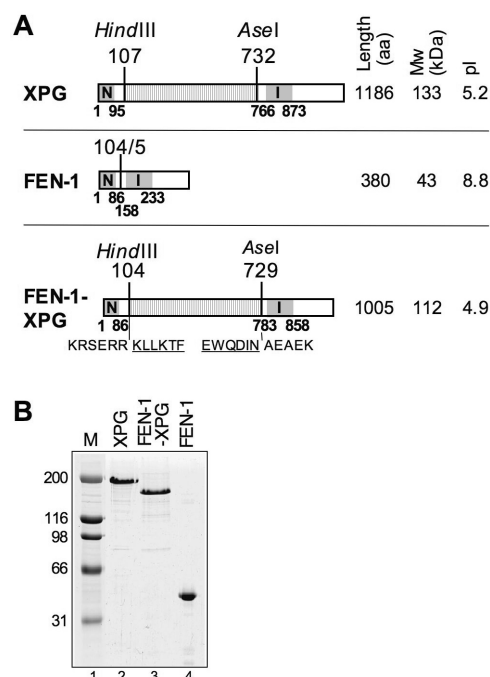 A
HindIII AseI
107 732
Length (aa)
Mw (kDa)
pI
XPG N I 1186 133 5.2
1 95 766 873
104/5
FEN-1 N I 380 43 8.8
1 86 233
158
HindIII AseI
104 729
FEN-1-XPG N I 1005 112 4.9
1 86 783 858
KRSERR KLLKTF EWQDIN AEAEK
B
M XPG FEN-1-XPG FEN-1
200
116
98
66
31
1 2 3 4